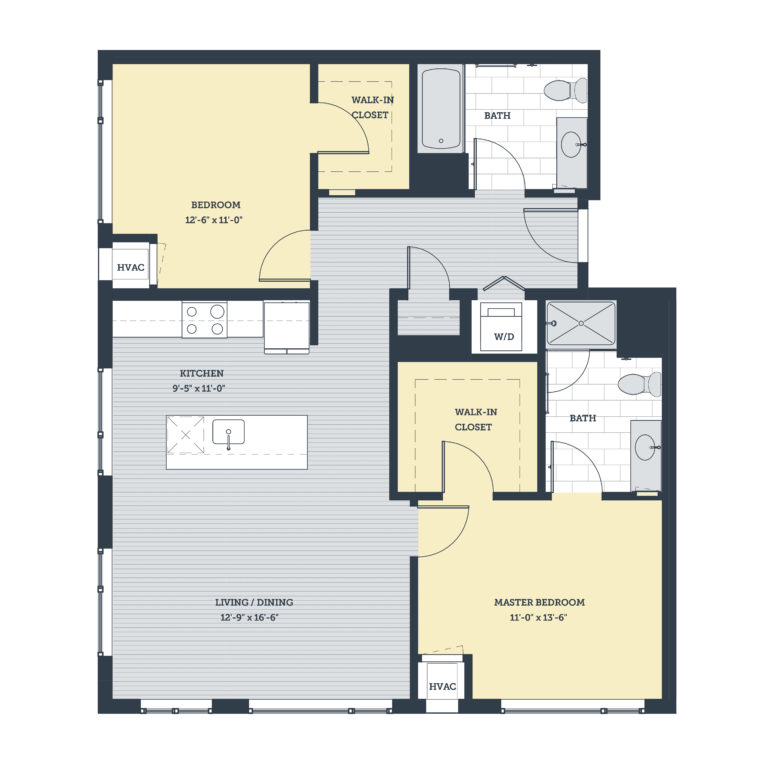 WALK-IN
CLOSET
BATH
BEDROOM
12'-6" x 11'-0"
HVAC
W/D
KITCHEN
9'-5" x 11'-0"
WALK-IN
CLOSET
BATH
LIVING / DINING
12'-9" x 16'-6"
MASTER BEDROOM
11'-0" x 13'-6"
HVAC